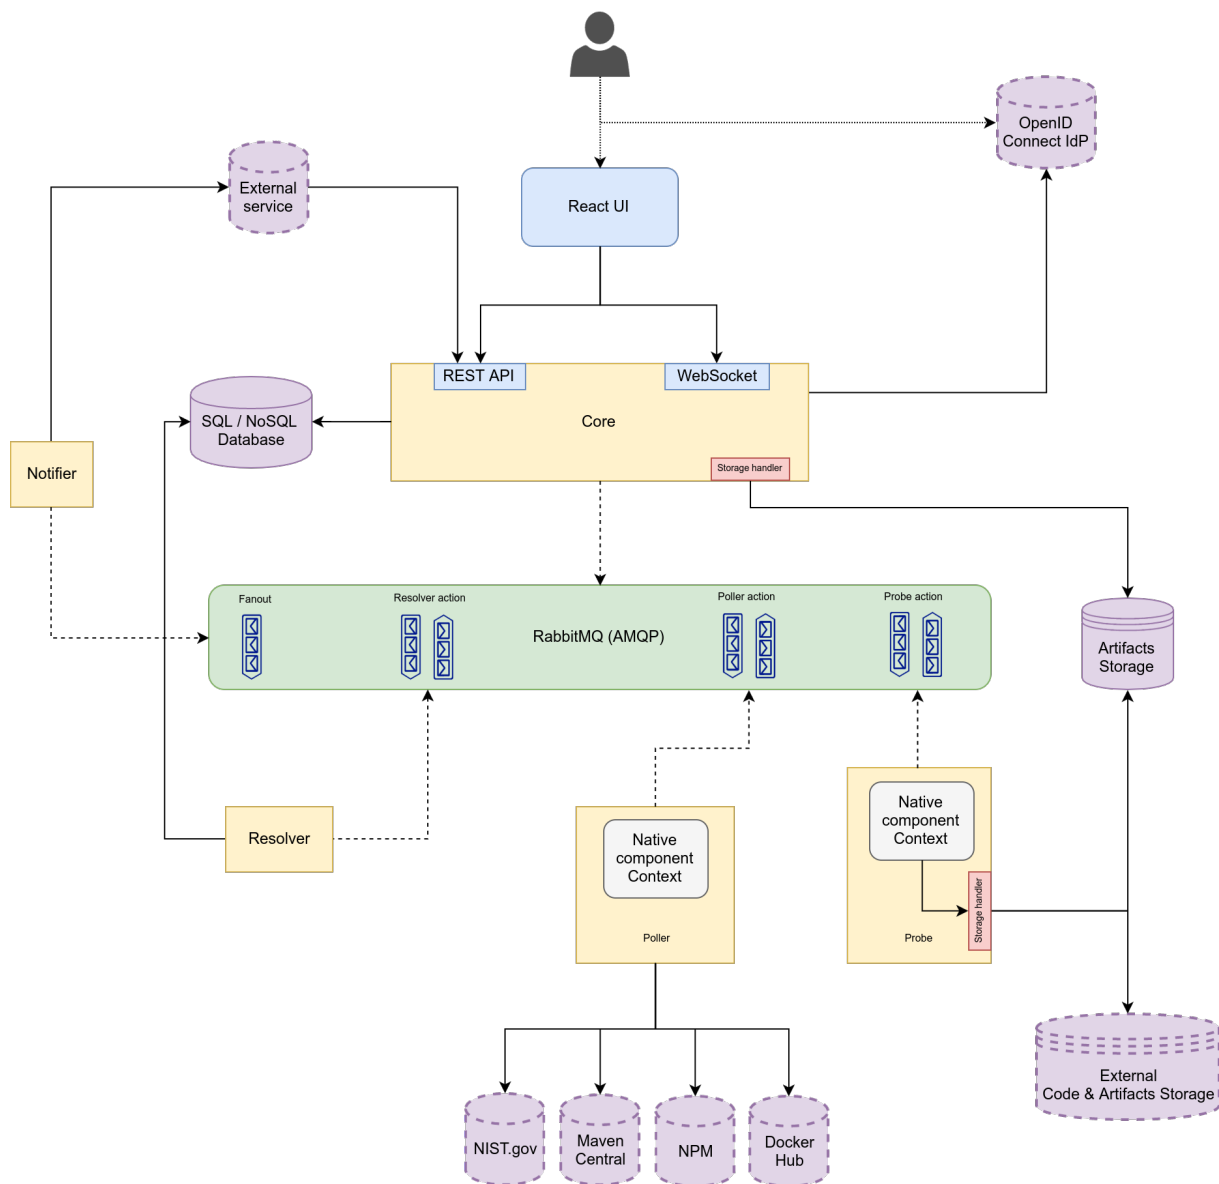 OpenID
Connect IdP
External
service
React UI
REST API
WebSocket
SQL / NoSQL
Database
Core
Notifier
Storage handler
Fanout
Resolver action
Poller action
Probe action
RabbitMQ (AMQP)
Artifacts
Storage
Native
component
Context
Resolver
Native
component
Context
Storage handler
Poller
Probe
External
Code & Artifacts Storage
NIST.gov
Maven
Central
NPM
Docker
Hub